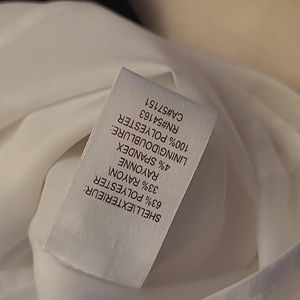 SHELL/EXTERIEUR:
63% POLYESTER
33% RAYON/
RAYONNE
4% SPANDEX
LINING/DOUBLURE:
100% POLYESTER
RN#54163
CA#57151